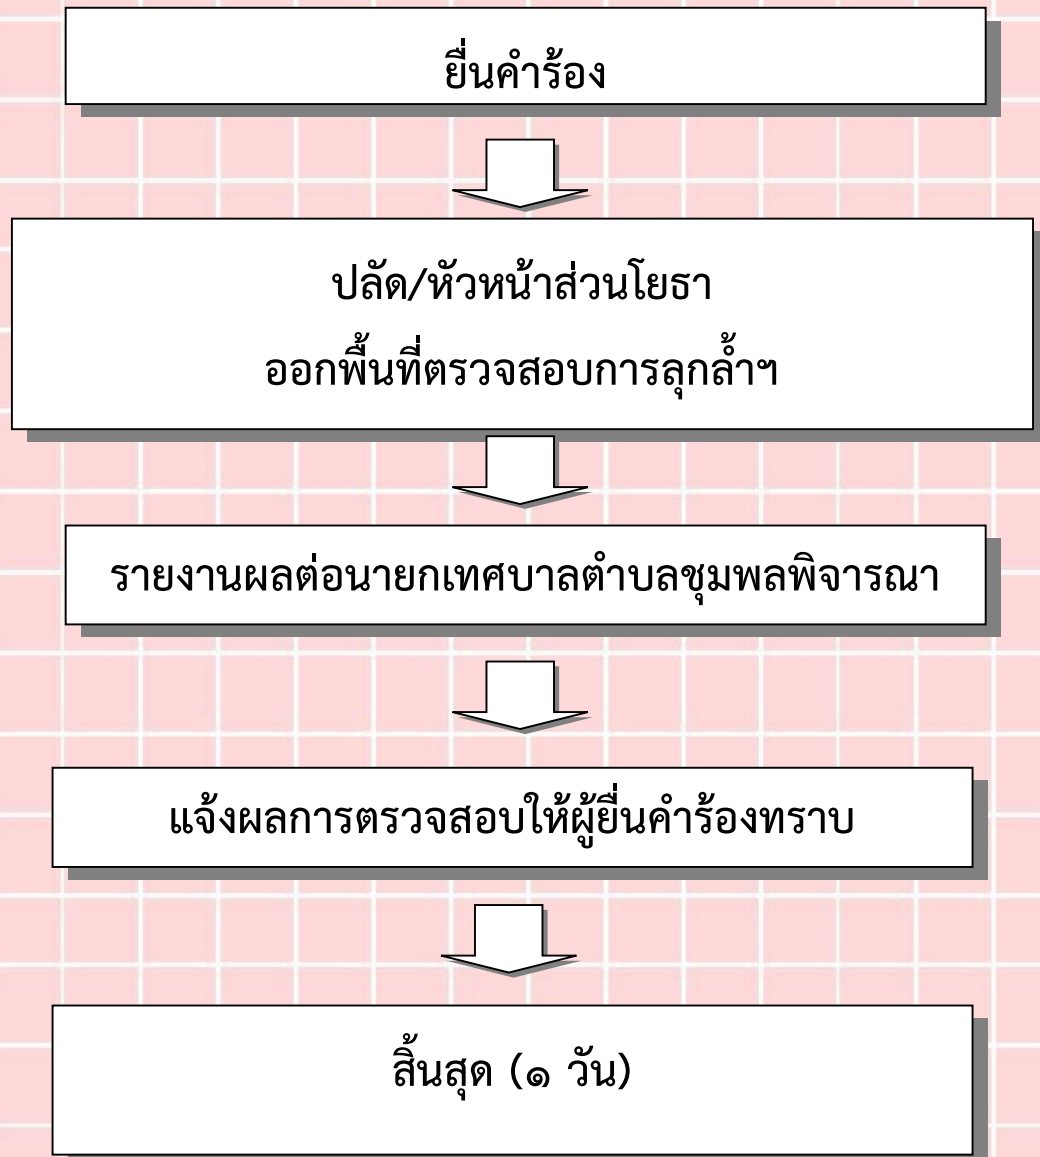 ยื่นคำร้อง
ปลัด/หัวหน้าส่วนโยธา
ออกพื้นที่ตรวจสอบการลุกล้ำฯ
รายงานผลต่อนายกเทศบาลตำบลชุมพลพิจารณา
แจ้งผลการตรวจสอบให้ผู้ยื่นคำร้องทราบ
สิ้นสุด (๑ วัน)